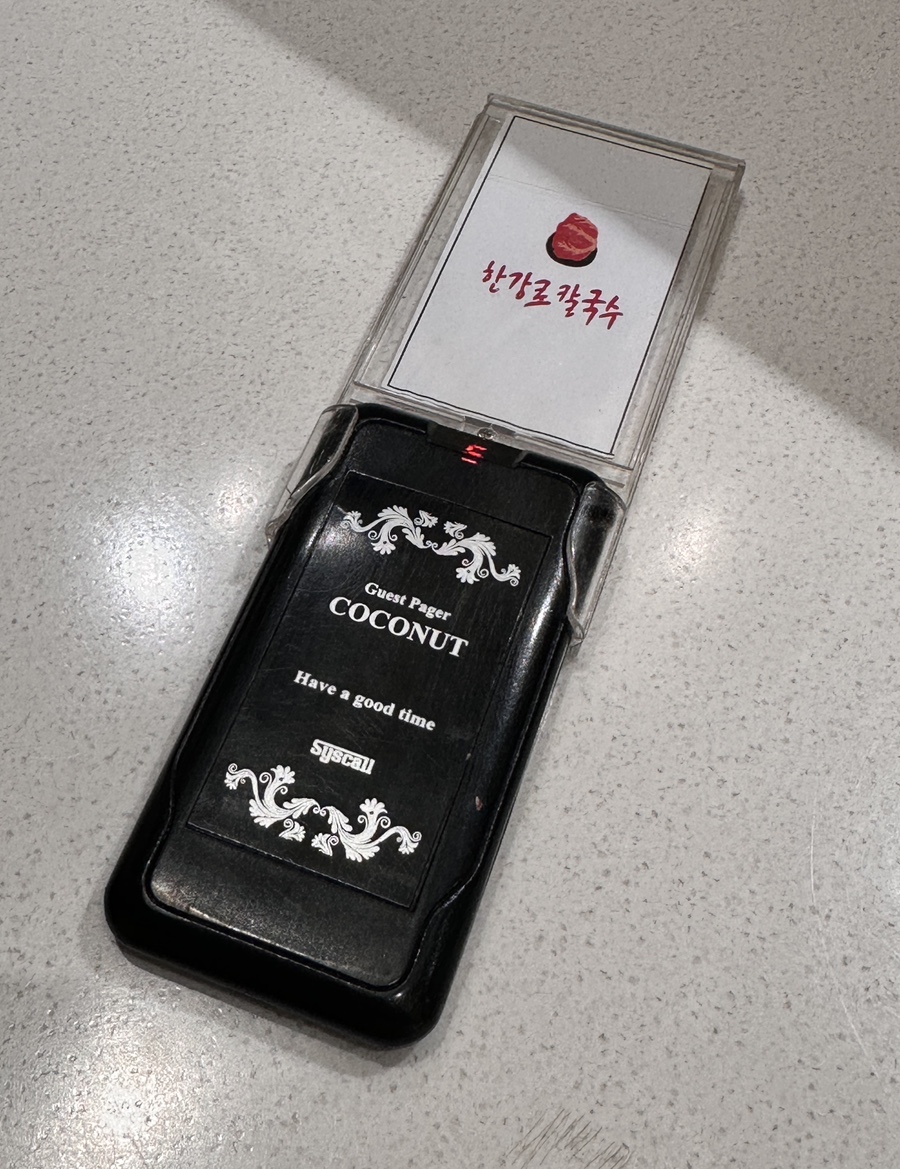 한강로칼국수
Guest Pager
COCONUT
Have a good time
Syscall